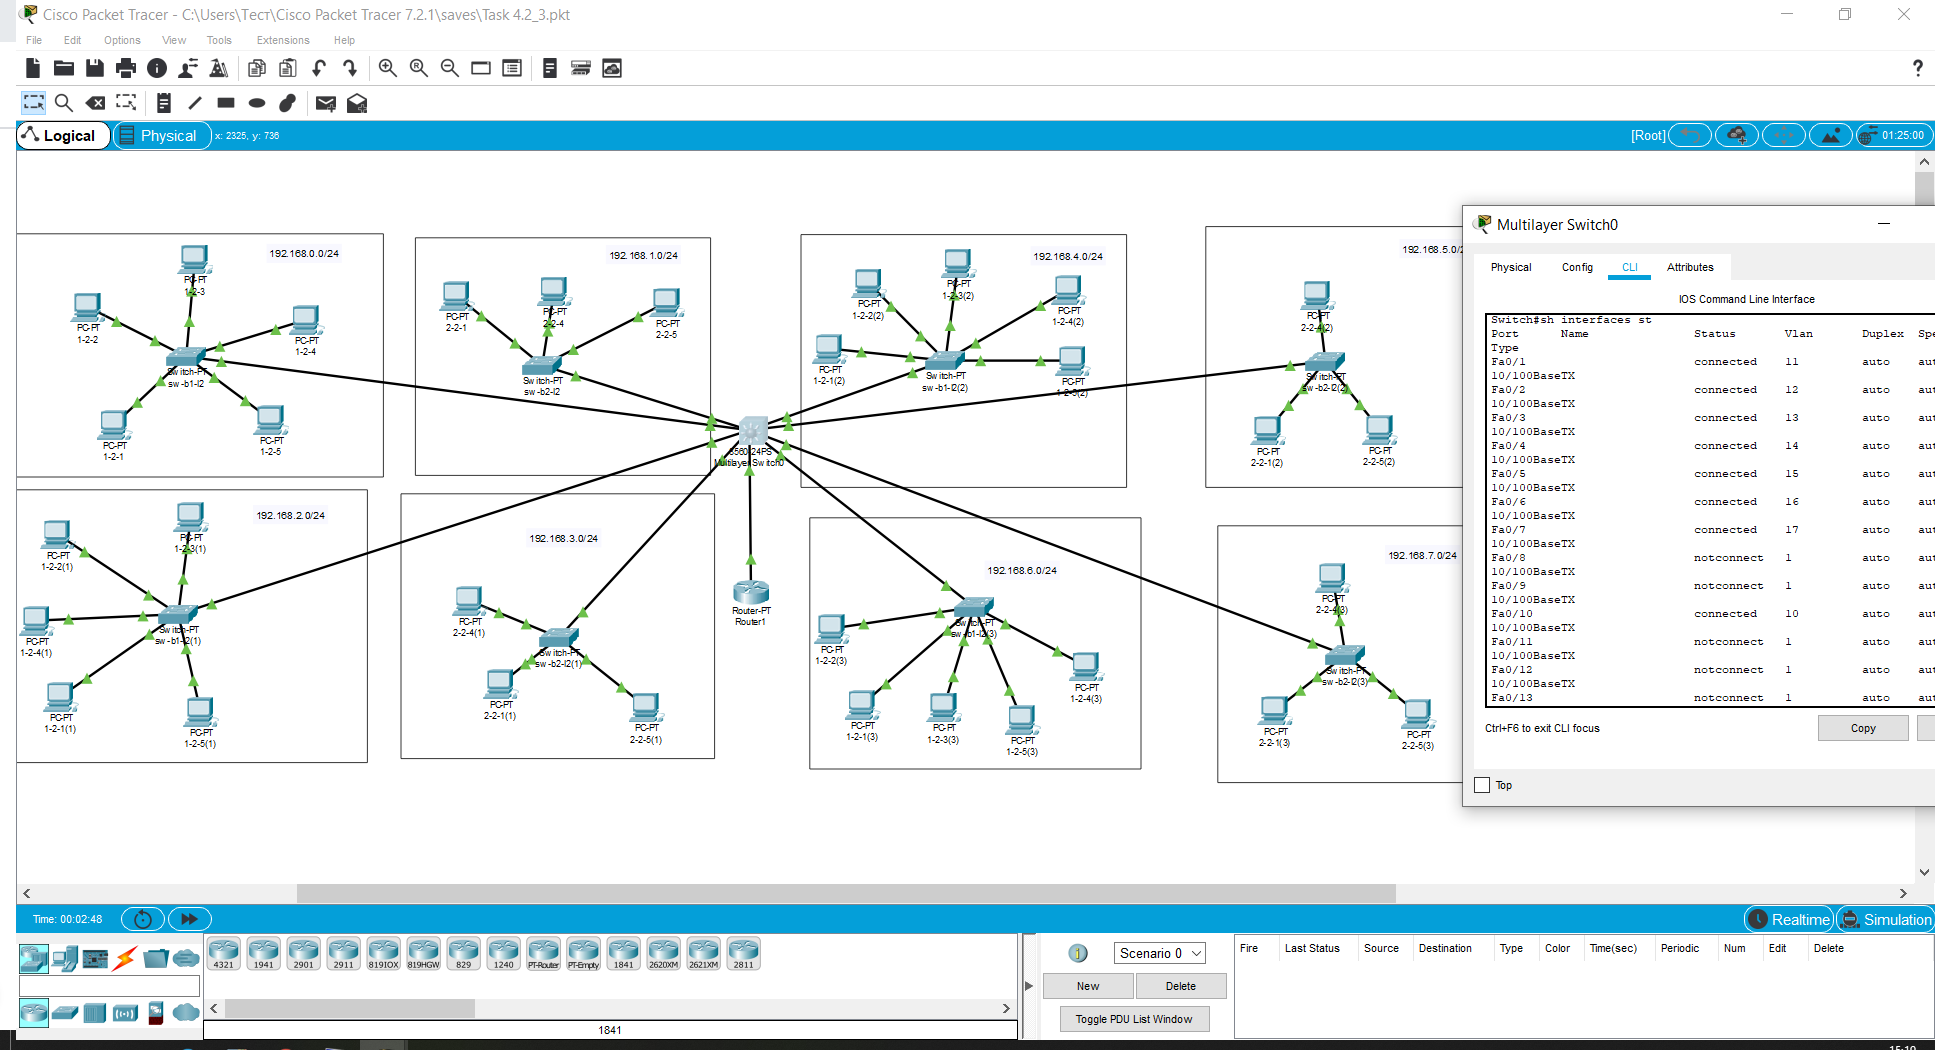 Cisco Packet Tracer - C:\Users\Тест\Cisco Packet Tracer 7.2.1\saves\Task 4.2_3.pkt
File Edit Options View Tools Extensions Help
Logical Physical x: 2325, y: 736 [Root] 01:25:00
192.168.0.0/24
PC-PT
1-2-3
PC-PT
1-2-2
PC-PT
1-2-4
Switch-PT
sw-b1-l2
PC-PT
1-2-1
PC-PT
1-2-5
192.168.1.0/24
PC-PT
2-2-1
PC-PT
2-2-4
PC-PT
2-2-5
Switch-PT
sw-b2-l2
192.168.4.0/24
PC-PT
1-2-3(2)
PC-PT
1-2-2(2)
PC-PT
1-2-4(2)
PC-PT
1-2-1(2)
Switch-PT
sw-b1-l2(2)
PC-PT
1-2-5(2)
192.168.5.0/2
PC-PT
2-2-4(2)
Switch-PT
sw-b2-l2(2)
PC-PT
2-2-1(2)
PC-PT
2-2-5(2)
3560-24PS
Multilayer Switch0
192.168.2.0/24
PC-PT
1-2-3(1)
PC-PT
1-2-2(1)
PC-PT
1-2-4(1)
Switch-PT
sw-b1-l2(1)
PC-PT
1-2-1(1)
PC-PT
1-2-5(1)
192.168.3.0/24
PC-PT
2-2-4(1)
Switch-PT
sw-b2-l2(1)
PC-PT
2-2-1(1)
PC-PT
2-2-5(1)
Router-PT
Router1
192.168.6.0/24
Switch-PT
sw-b1-l2(3)
PC-PT
1-2-2(3)
PC-PT
1-2-4(3)
PC-PT
1-2-1(3)
PC-PT
1-2-3(3)
PC-PT
1-2-5(3)
192.168.7.0/24
PC-PT
2-2-4(3)
Switch-PT
sw-b2-l2(3)
PC-PT
2-2-1(3)
PC-PT
2-2-5(3)
Multilayer Switch0
Physical Config CLI Attributes
IOS Command Line Interface
Switch#sh interfaces st
Port Name Status Vlan Duplex Spe
Type
Fa0/1 connected 11 auto aut
10/100BaseTX
Fa0/2 connected 12 auto aut
10/100BaseTX
Fa0/3 connected 13 auto aut
10/100BaseTX
Fa0/4 connected 14 auto aut
10/100BaseTX
Fa0/5 connected 15 auto aut
10/100BaseTX
Fa0/6 connected 16 auto aut
10/100BaseTX
Fa0/7 connected 17 auto aut
10/100BaseTX
Fa0/8 notconnect 1 auto aut
10/100BaseTX
Fa0/9 notconnect 1 auto aut
10/100BaseTX
Fa0/10 connected 10 auto aut
10/100BaseTX
Fa0/11 notconnect 1 auto aut
10/100BaseTX
Fa0/12 notconnect 1 auto aut
10/100BaseTX
Fa0/13 notconnect 1 auto aut
Ctrl+F6 to exit CLI focus
Copy
Top
Time: 00:02:48 Realtime Simulation
4321 1941 2901 2911 819IOX 819HGW 829 1240 PT-Router PT-Empty 1841 2620XM 2621XM 2811
1841
Scenario 0
New Delete
Toggle PDU List Window
Fire Last Status Source Destination Type Color Time(sec) Periodic Num Edit Delete